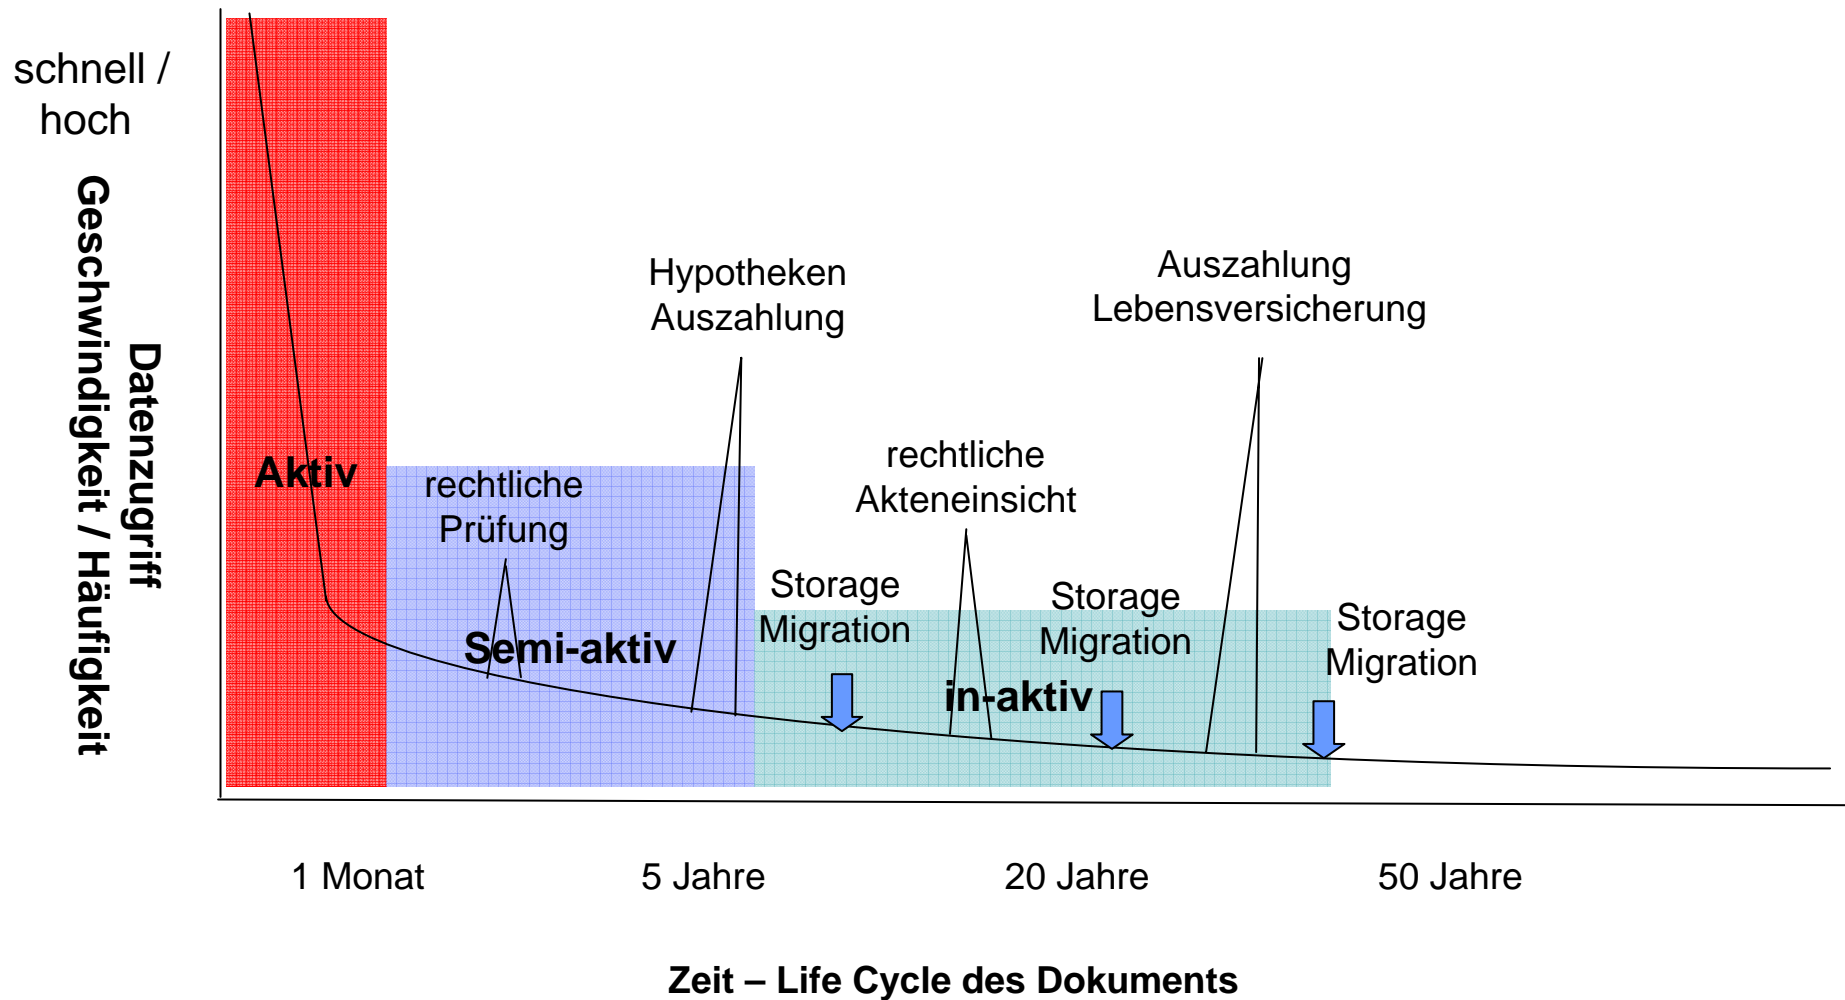 schnell /
hoch
Datenzugriff
Geschwindigkeit / Häufigkeit
Hypotheken
Auszahlung
Auszahlung
Lebensversicherung
Aktiv
rechtliche
Prüfung
rechtliche
Akteneinsicht
Semi-aktiv
Storage
Migration
Storage
Migration
Storage
Migration
in-aktiv
1 Monat
5 Jahre
20 Jahre
50 Jahre
Zeit – Life Cycle des Dokuments